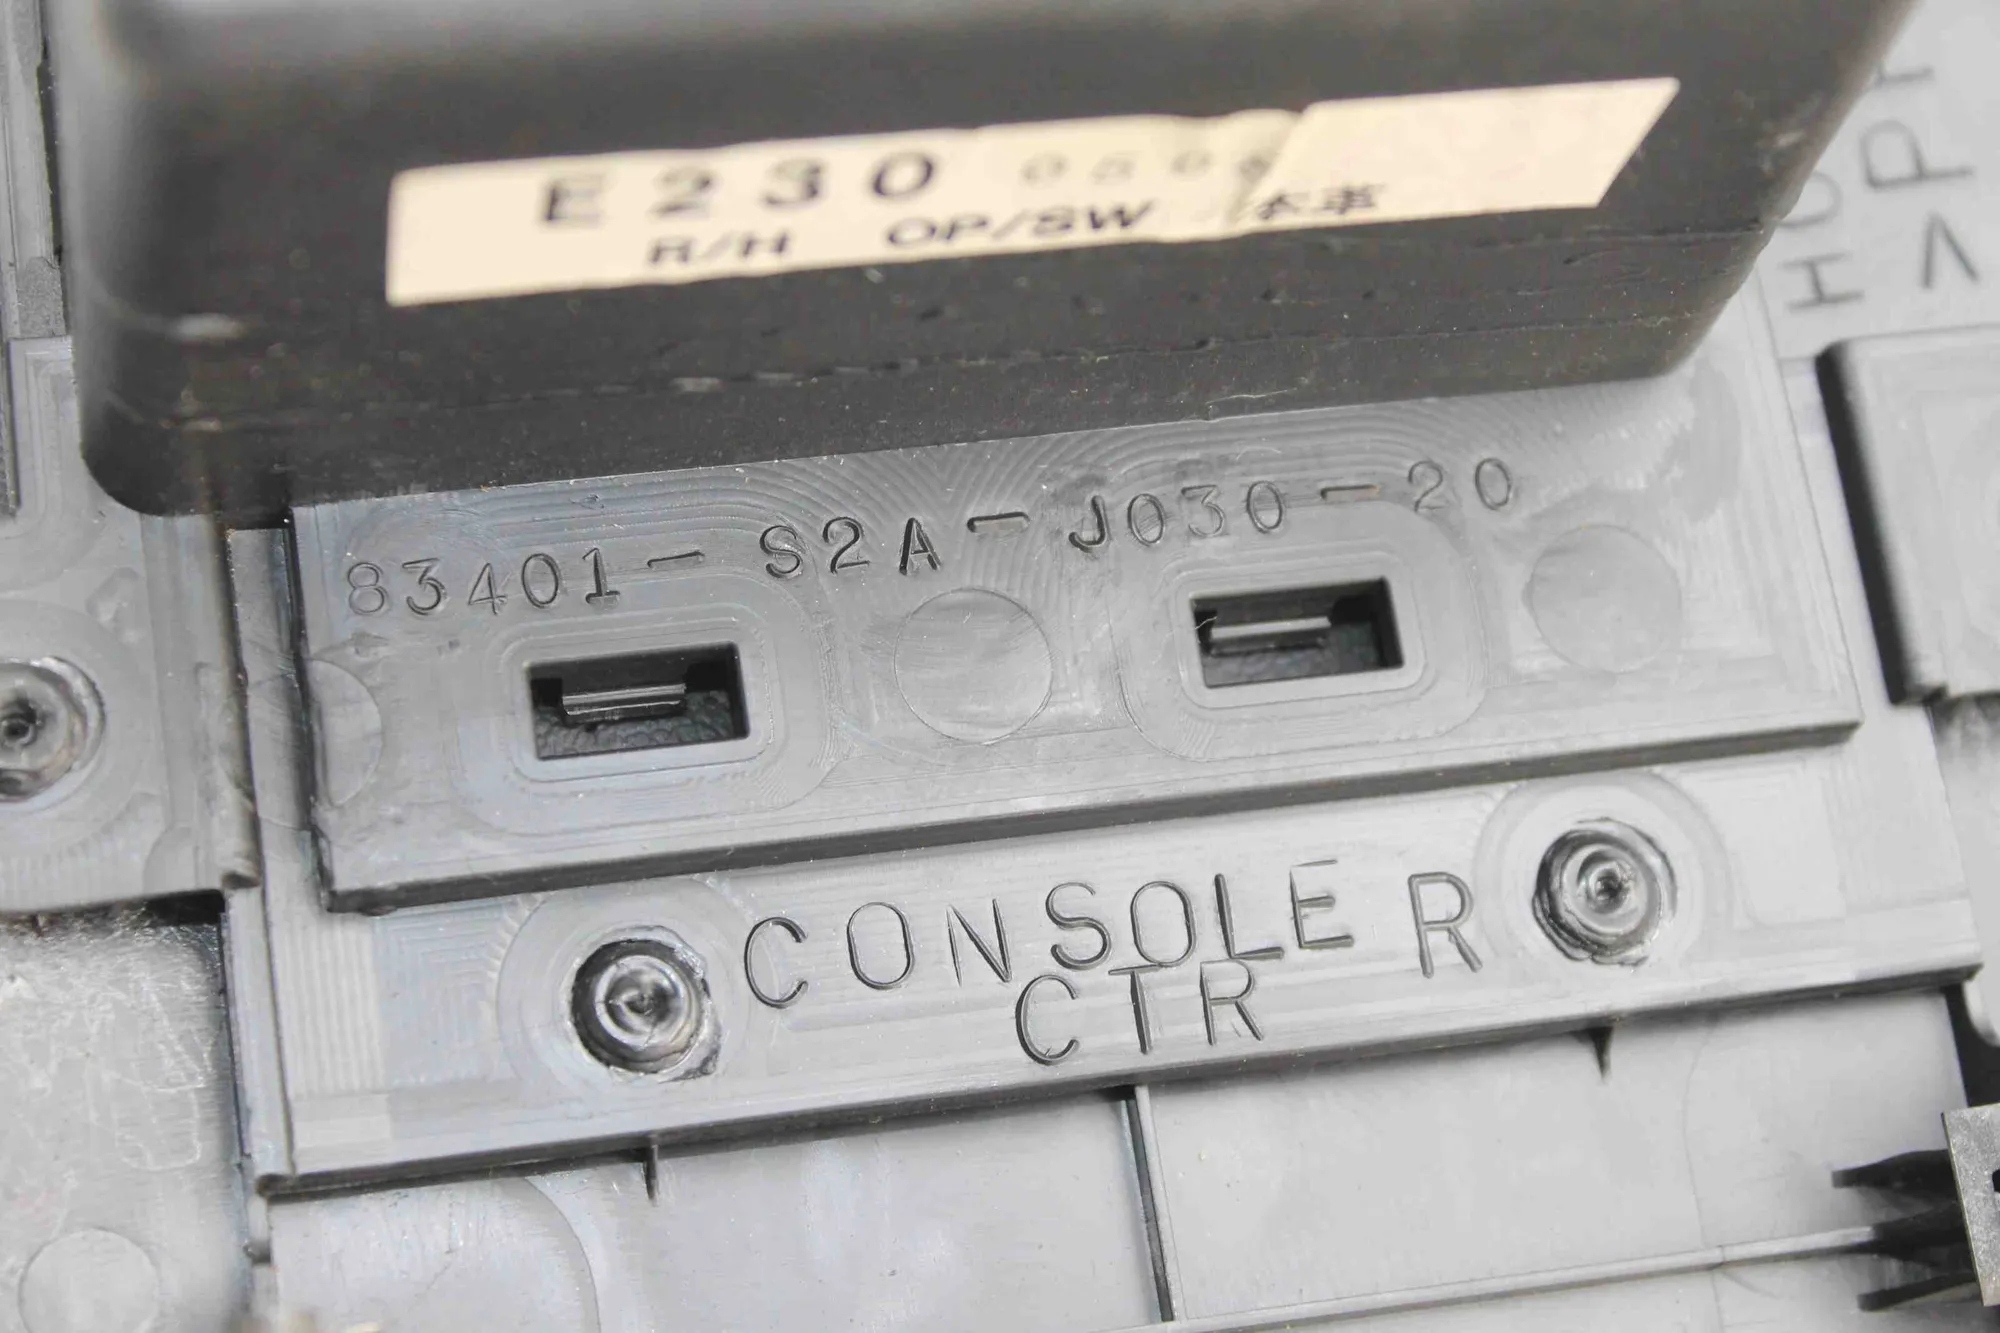 E230
R/H OP/SW 本革
83401-S2A-J030-20
CONSOLE R
CTR